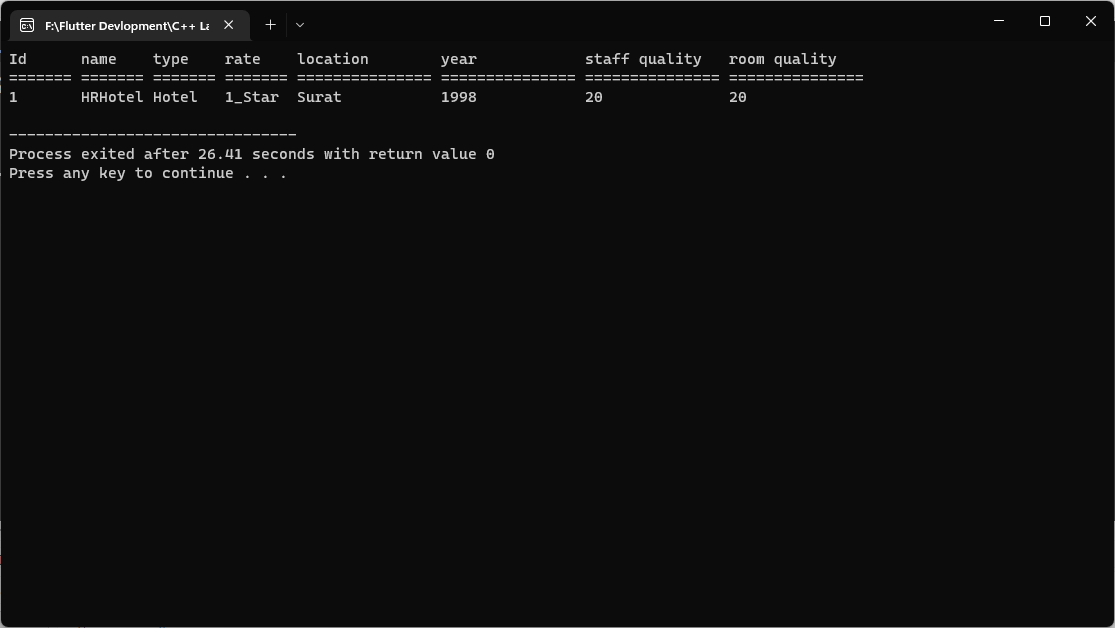 F:\Flutter Devlopment\C++ La
Id name type rate location year staff quality room quality
======= ======= ======= ======= =============== =============== =============== ===============
1 HRHotel Hotel 1_Star Surat 1998 20 20
--------------------------------
Process exited after 26.41 seconds with return value 0
Press any key to continue . . .